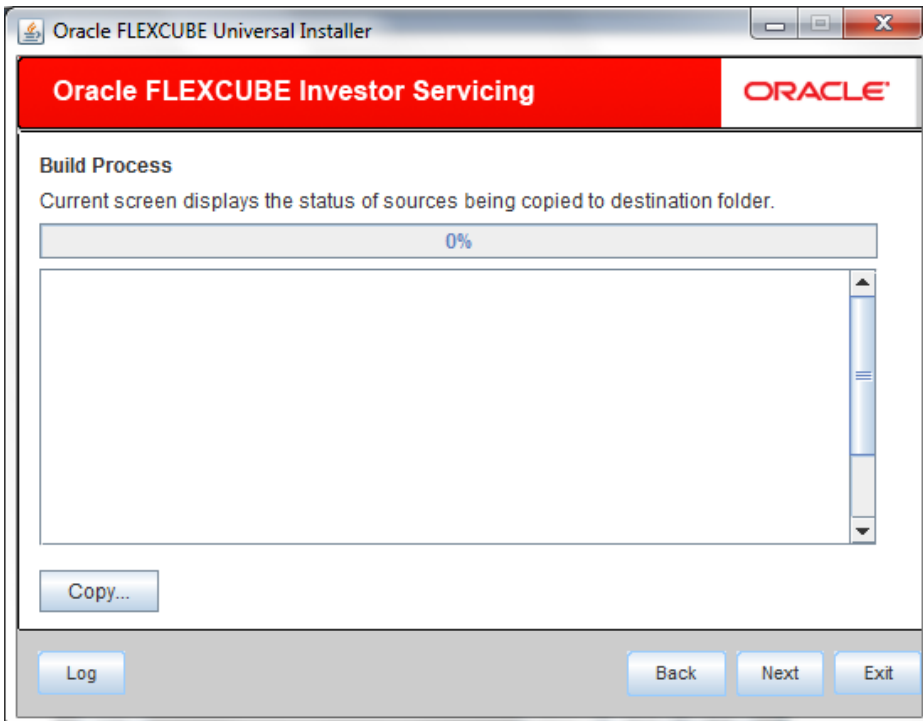 Oracle FLEXCUBE Universal Installer
Oracle FLEXCUBE Investor Servicing
ORACLE
Build Process
Current screen displays the status of sources being copied to destination folder.
0%
Copy...
Log
Back
Next
Exit